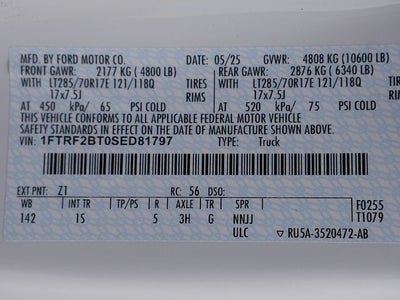 MFD. BY FORD MOTOR CO. 05/25 GVWR: 4808 KG (10600 LB)
FRONT GAWR: 2177 KG ( 4800 LB) REAR GAWR: 2876 KG ( 6340 LB)
LT285/70R17E 121/118Q TIRES LT285/70R17E 121/118Q TIRES
17x7.5J RIMS 17x7.5J RIMS
AT 450 kPa/ 65 PSI COLD AT 520 kPa/ 75 PSI COLD
THIS VEHICLE CONFORMS TO ALL APPLICABLE FEDERAL MOTOR VEHICLE
SAFETY STANDARDS IN EFFECT ON THE DATE OF MANUFACTURE SHOWN ABOVE
VIN: 1FTRF2BT0SED81797 TYPE: Truck
EXT PNT: Z1 RC: 56 DSO: F0255
WB INT TR TP/PS R AXLE TR SPR T1079
142 1S 5 3H G NNJJ
ULC RU5A-3520472-AB